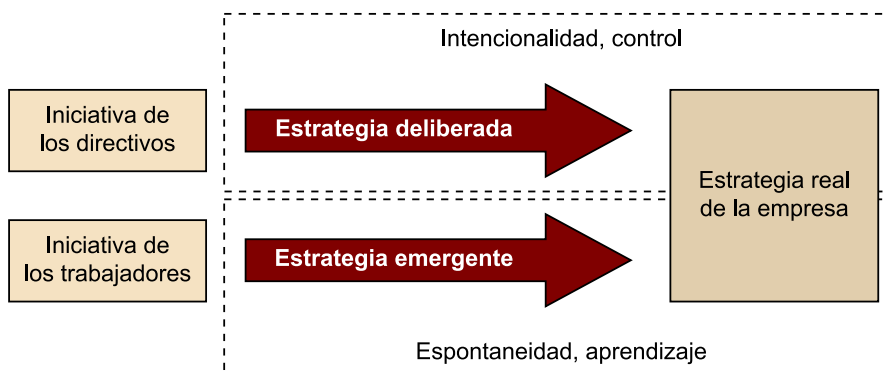 Intencionalidad, control
Iniciativa de
los directivos
Estrategia deliberada
Estrategia real
de la empresa
Iniciativa de
los trabajadores
Estrategia emergente
Espontaneidad, aprendizaje